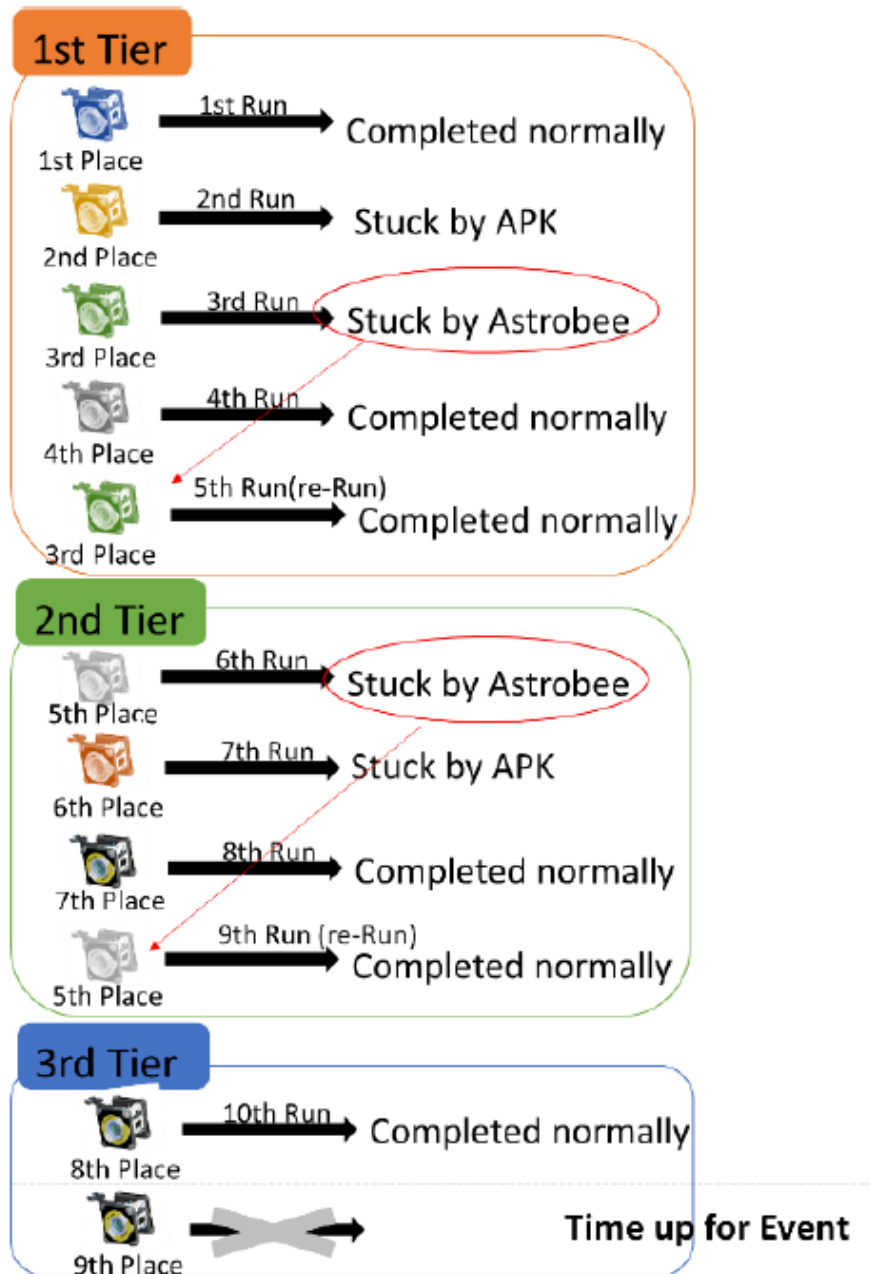 1st Tier
1st Run
Completed normally
1st Place
2nd Run
Stuck by APK
2nd Place
3rd Run
Stuck by Astrobee
3rd Place
4th Run
Completed normally
4th Place
5th Run(re-Run)
Completed normally
3rd Place
2nd Tier
6th Run
Stuck by Astrobee
5th Place
7th Run
Stuck by APK
6th Place
8th Run
Completed normally
7th Place
9th Run (re-Run)
Completed normally
5th Place
3rd Tier
10th Run
Completed normally
8th Place
Time up for Event
9th Place